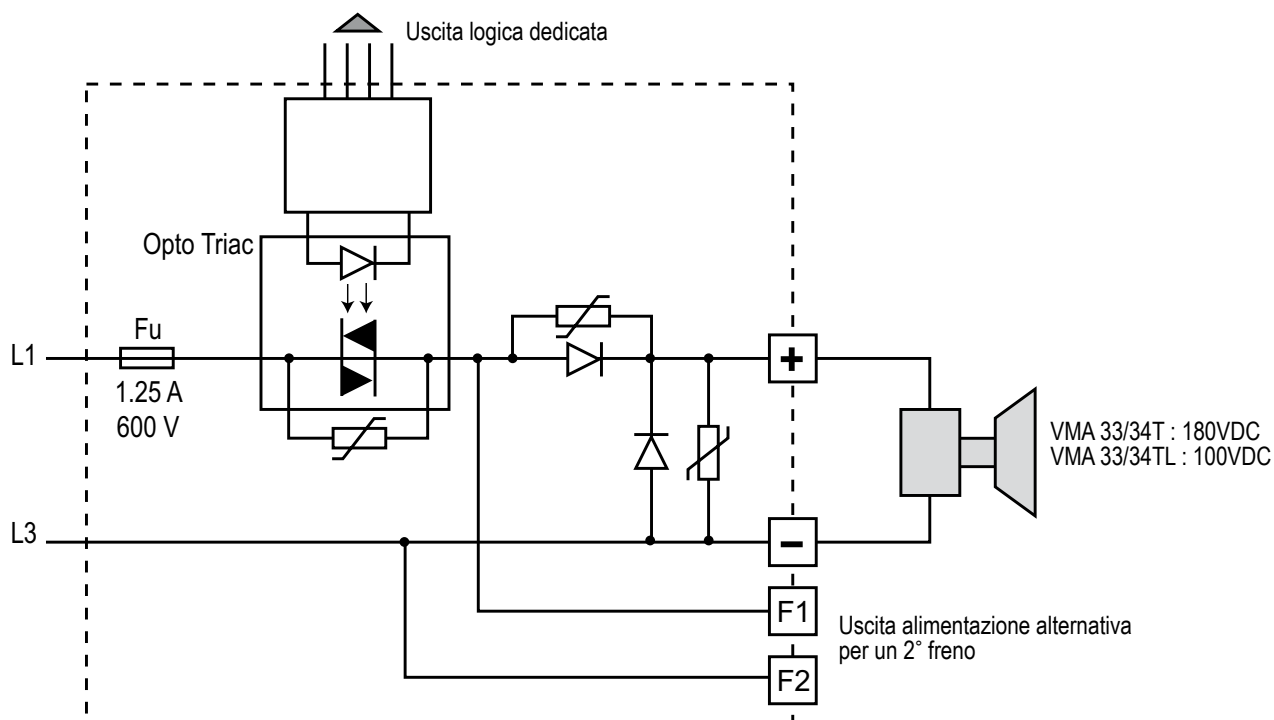 Uscita logica dedicata
Opto Triac
Fu
L1
1.25 A
600 V
+
VMA 33/34T : 180VDC
VMA 33/34TL : 100VDC
L3
−
F1
Uscita alimentazione alternativa
per un 2° freno
F2